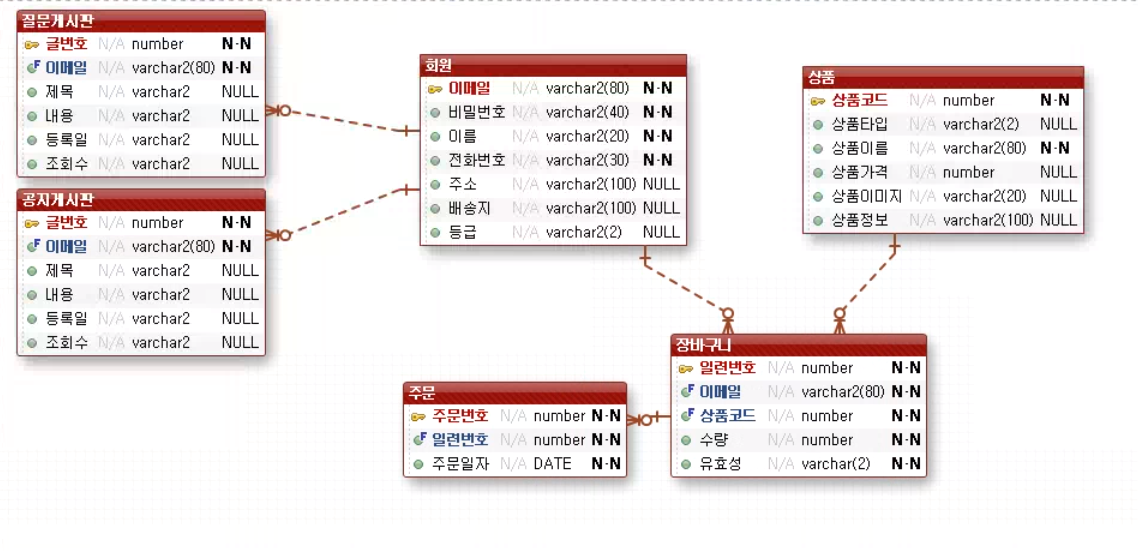 질문게시판
글번호 N/A number N-N
이메일 N/A varchar2(80) N-N
제목 N/A varchar2 NULL
내용 N/A varchar2 NULL
등록일 N/A varchar2 NULL
조회수 N/A varchar2 NULL
공지게시판
글번호 N/A number N-N
이메일 N/A varchar2(80) N-N
제목 N/A varchar2 NULL
내용 N/A varchar2 NULL
등록일 N/A varchar2 NULL
조회수 N/A varchar2 NULL
회원
이메일 N/A varchar2(80) N-N
비밀번호 N/A varchar2(40) N-N
이름 N/A varchar2(20) N-N
전화번호 N/A varchar2(30) N-N
주소 N/A varchar2(100) NULL
배송지 N/A varchar2(100) NULL
등급 N/A varchar2(2) NULL
상품
상품코드 N/A number N-N
상품타입 N/A varchar2(2) NULL
상품이름 N/A varchar2(80) N-N
상품가격 N/A number NULL
상품이미지 N/A varchar2(20) NULL
상품정보 N/A varchar2(100) NULL
주문
주문번호 N/A number N-N
일련번호 N/A number N-N
주문일자 N/A DATE N-N
장바구니
일련번호 N/A number N-N
이메일 N/A varchar2(80) N-N
상품코드 N/A number N-N
수량 N/A number N-N
유효성 N/A varchar(2) N-N